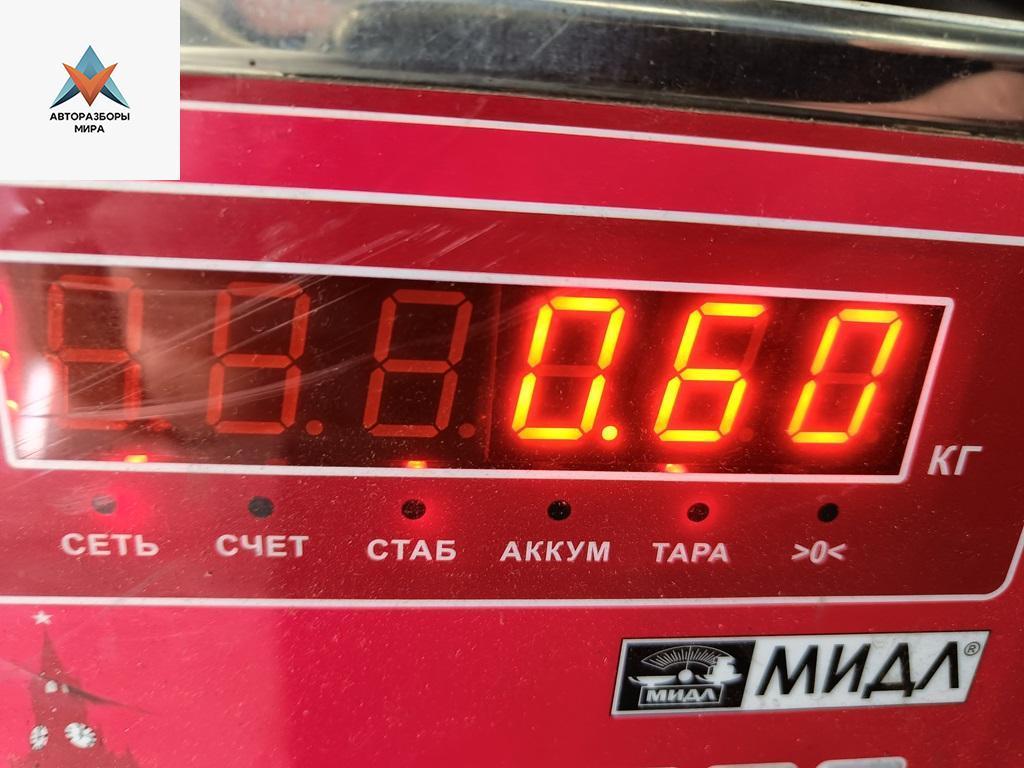 АВТОРАЗБОРЫ
МИРА
0.60
КГ
СЕТЬ СЧЕТ СТАБ АККУМ ТАРА >0<
МИДЛ МИДЛ®